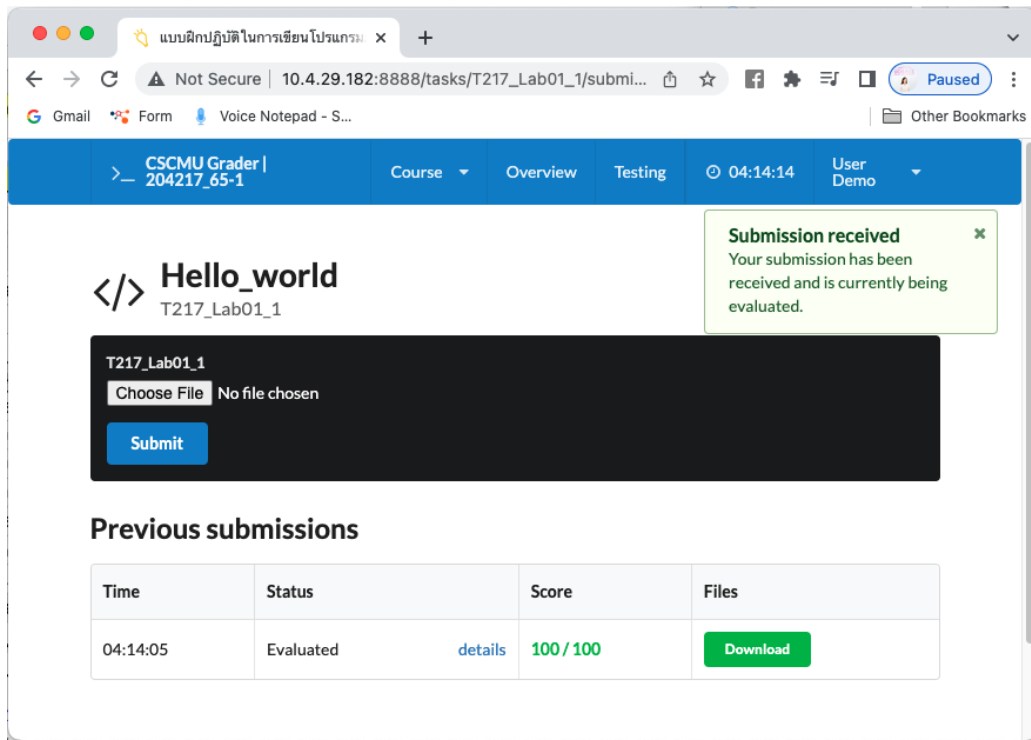 แบบฝึกปฏิบัติในการเขียนโปรแกรม
Not Secure 10.4.29.182:8888/tasks/T217_Lab01_1/submi... Paused
Gmail Form Voice Notepad - S... Other Bookmarks
>_ CSCMU Grader |
204217_65-1
Course Overview Testing 04:14:14 User
Demo
Submission received
Your submission has been
received and is currently being
evaluated.
</> Hello_world
T217_Lab01_1
T217_Lab01_1
Choose File No file chosen
Submit
Previous submissions
Time Status Score Files
04:14:05 Evaluated details 100 / 100 Download